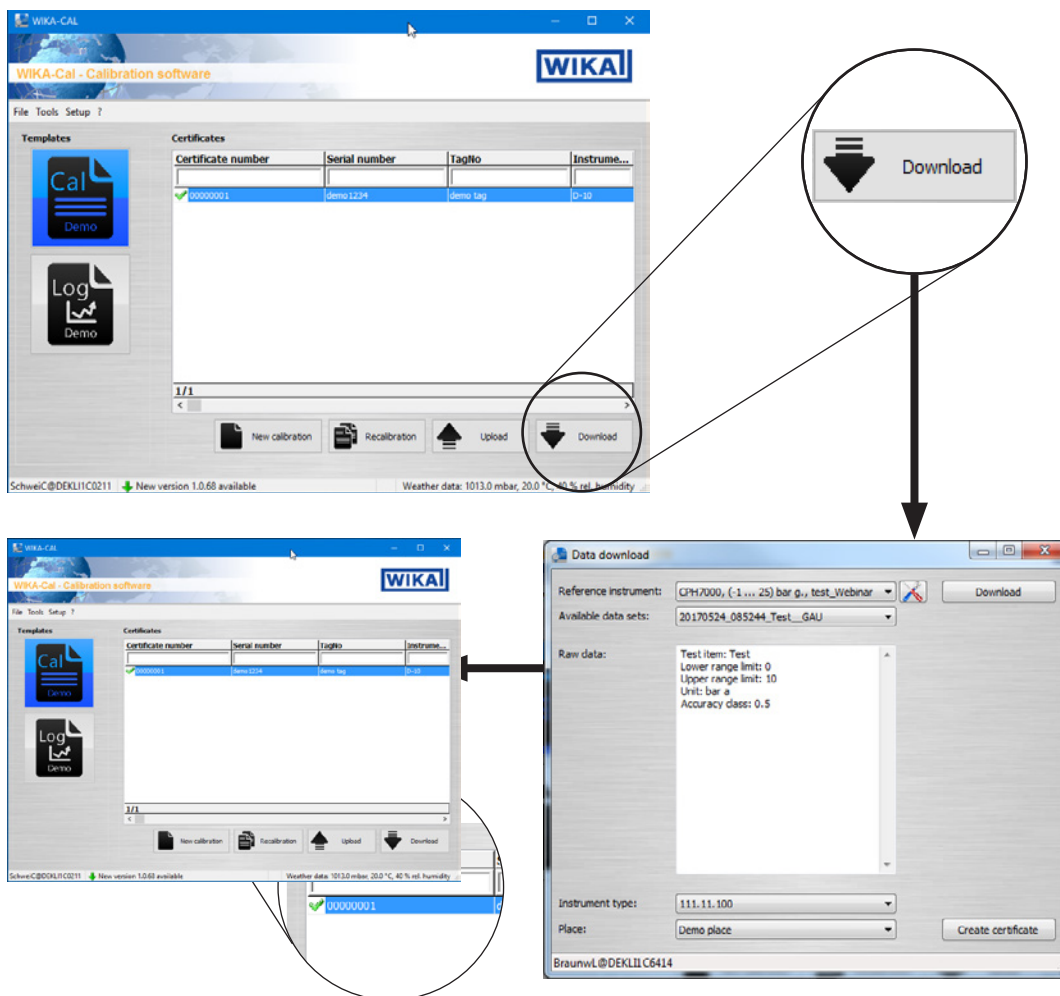 WIKA-CAL
WIKA-Cal - Calibration software
WIKA
File Tools Setup ?
Templates
Certificates
Certificate number Serial number TagNo Instrume...
00000001 demo1234 demo tag D-10
Cal
Demo
Log
Demo
1/1
New calibration Recalibration Upload Download
SchweiC@DEKLI1C0211 New version 1.0.68 available Weather data: 1013.0 mbar, 20.0 °C, 40 % rel. humidity
Download
WIKA-CAL
WIKA-Cal - Calibration software
WIKA
File Tools Setup ?
Templates
Certificates
Certificate number Serial number TagNo Instrume...
00000001 demo1234 demo tag D-10
Cal
Demo
Log
Demo
1/1
New calibration Recalibration Upload Download
SchweiC@DEKLI1C0211 New version 1.0.68 available Weather data: 1013.0 mbar, 20.0 °C, 40 % rel. humidity
00000001
Data download
Reference instrument: CPH7000, (-1 ... 25) bar g., test_Webinar Download
Available data sets: 20170524_085244_Test__GAU
Raw data:
Test item: Test
Lower range limit: 0
Upper range limit: 10
Unit: bar a
Accuracy class: 0.5
Instrument type: 111.11.100
Place: Demo place Create certificate
BraunwL@DEKLI1C6414